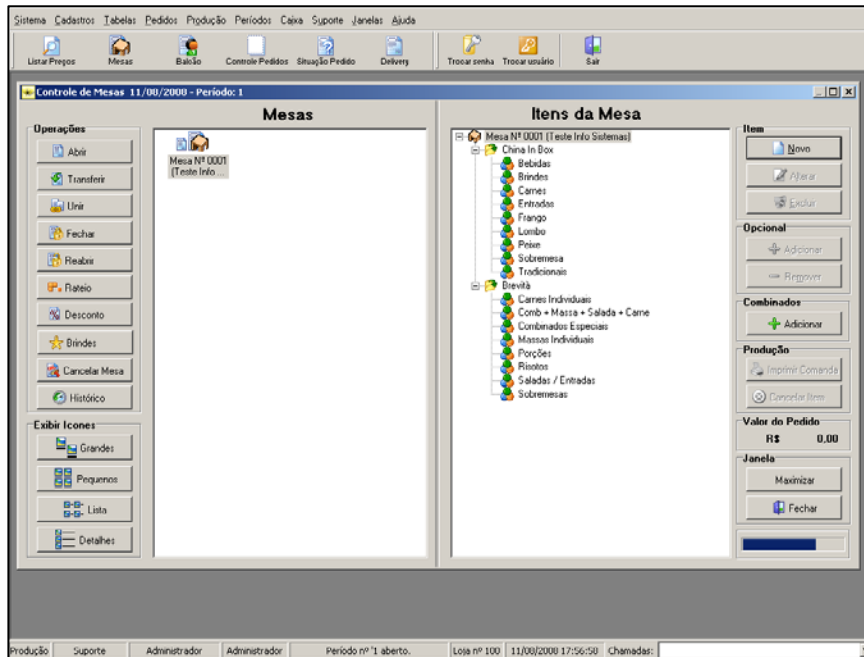 Sistema Cadastros Tabelas Pedidos Produção Períodos Caixa Suporte Janelas Ajuda
Listar Preços Mesas Balcão Controle Pedidos Situação Pedido Delivery Trocar senha Trocar usuário Sair
Controle de Mesas 11/08/2008 - Período: 1
Mesas
Itens da Mesa
Operações
Abrir
Transferir
Unir
Fechar
Reabrir
Rateio
Desconto
Brindes
Cancelar Mesa
Histórico
Exibir Icones
Grandes
Pequenos
Lista
Detalhes
Mesa Nº 0001
(Teste Info ...
Mesa Nº 0001 (Teste Info Sistemas)
China In Box
Bebidas
Brindes
Carnes
Entradas
Frango
Lombo
Peixe
Sobremesa
Tradicionais
Brevità
Carnes Individuais
Comb + Massa + Salada + Carne
Combinados Especiais
Massas Individuais
Porções
Risotos
Saladas / Entradas
Sobremesas
Item
Novo
Alterar
Excluir
Opcional
Adicionar
Remover
Combinados
Adicionar
Produção
Imprimir Comanda
Cancelar Item
Valor do Pedido
R$ 0,00
Janela
Maximizar
Fechar
Produção Suporte Administrador Administrador Período nº '1 aberto. Loja nº 100 11/08/2008 17:56:50 Chamadas: